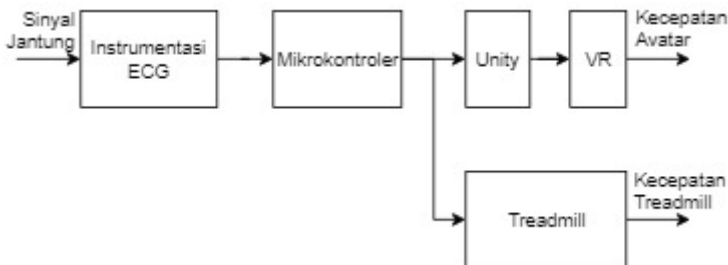 Sinyal
Jantung
Instrumentasi
ECG
Mikrokontroler
Unity
VR
Kecepatan
Avatar
Treadmill
Kecepatan
Treadmill